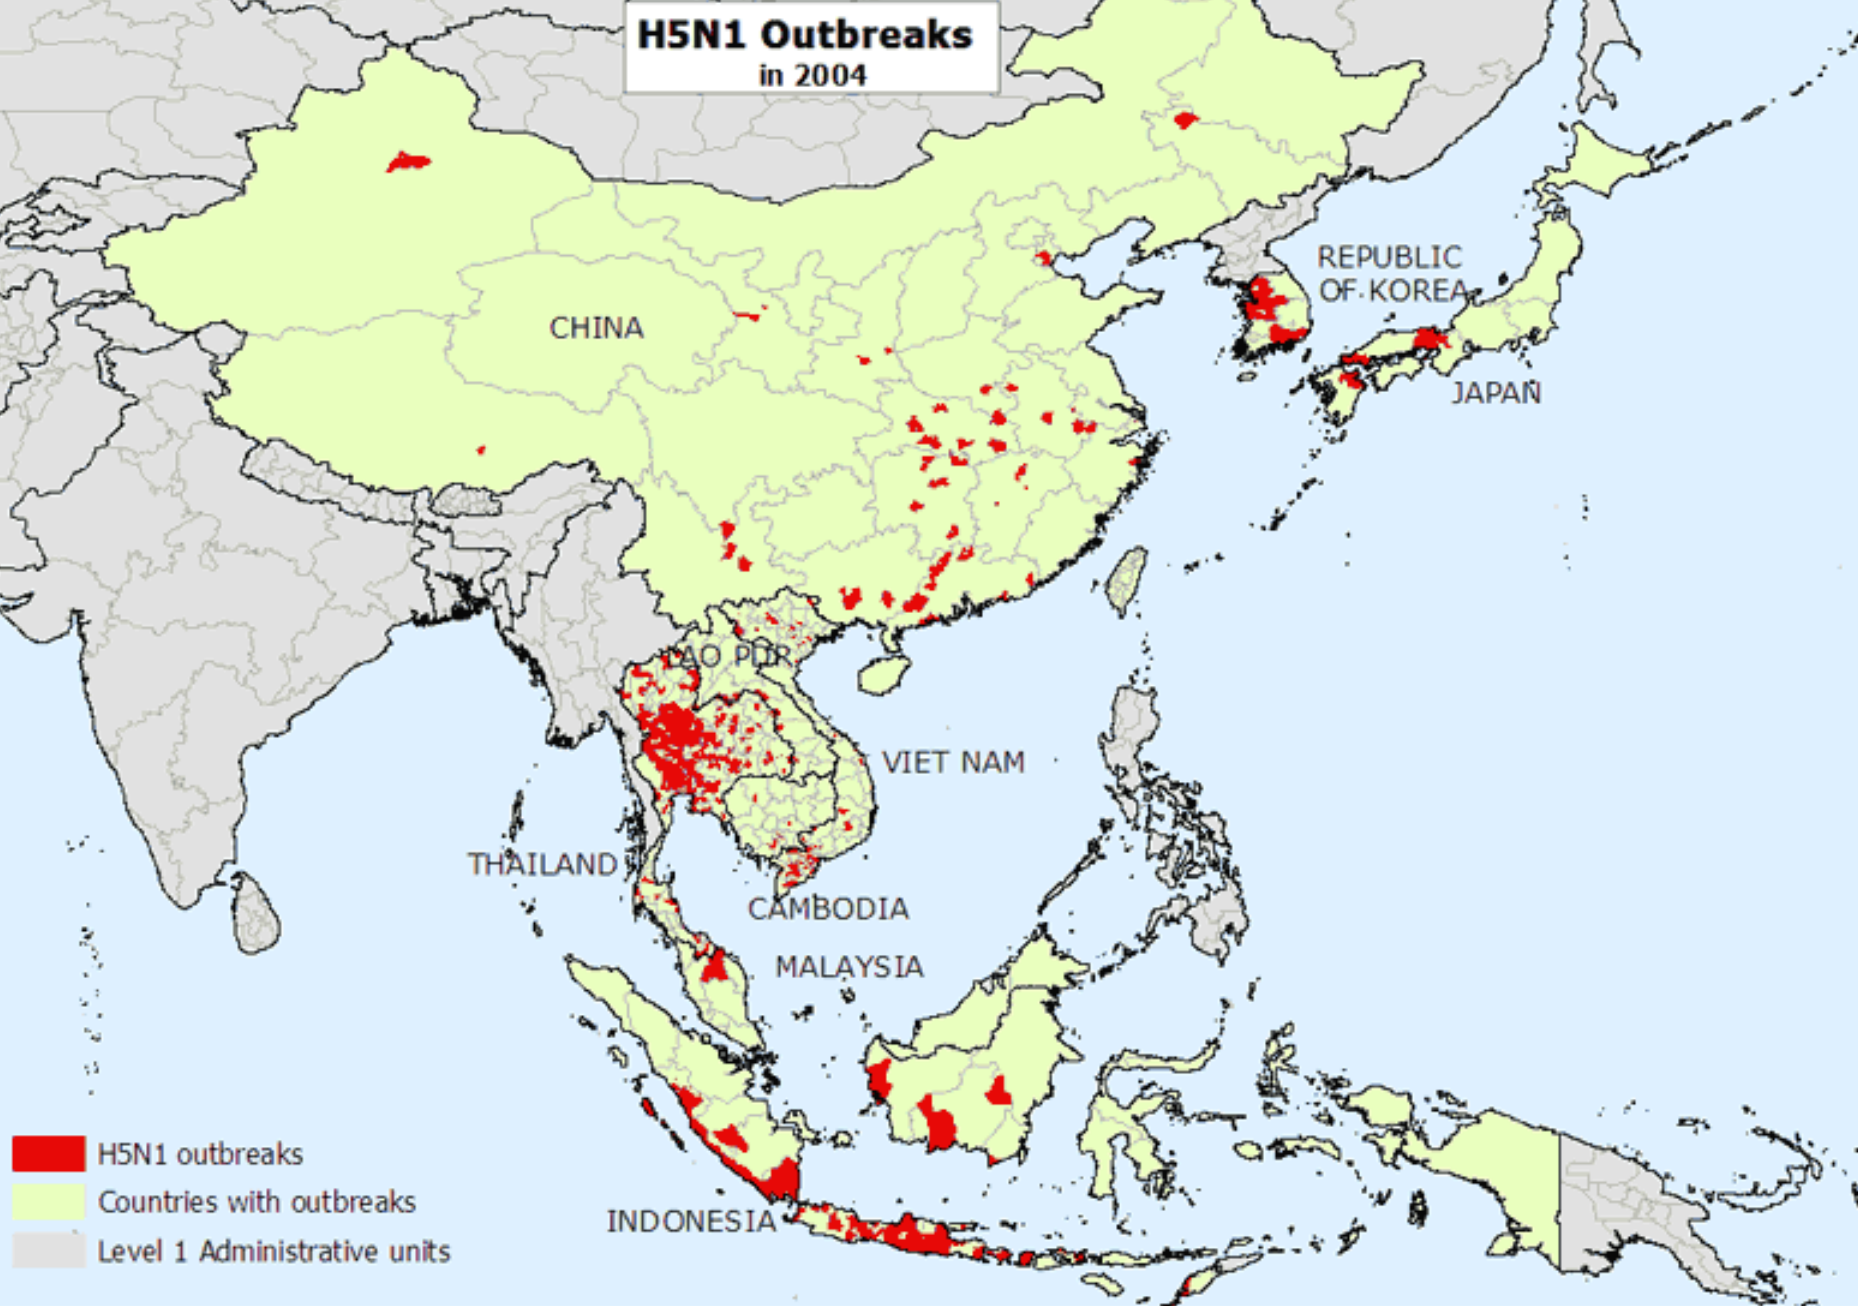 H5N1 Outbreaks
in 2004
REPUBLIC
OF KOREA
CHINA
JAPAN
LAO PDR
VIET NAM
THAILAND
CAMBODIA
MALAYSIA
INDONESIA
H5N1 outbreaks
Countries with outbreaks
Level 1 Administrative units